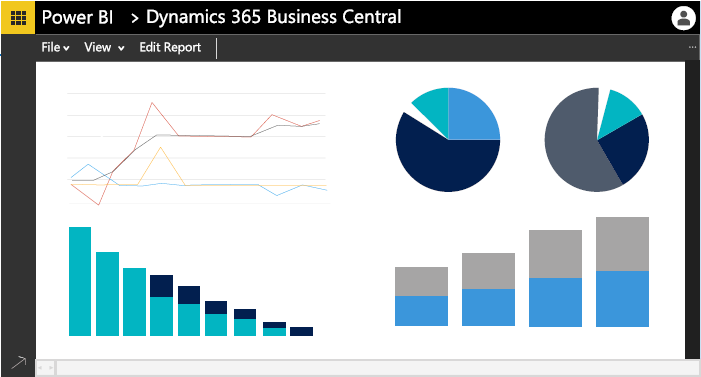 Power BI > Dynamics 365 Business Central
File View Edit Report ...